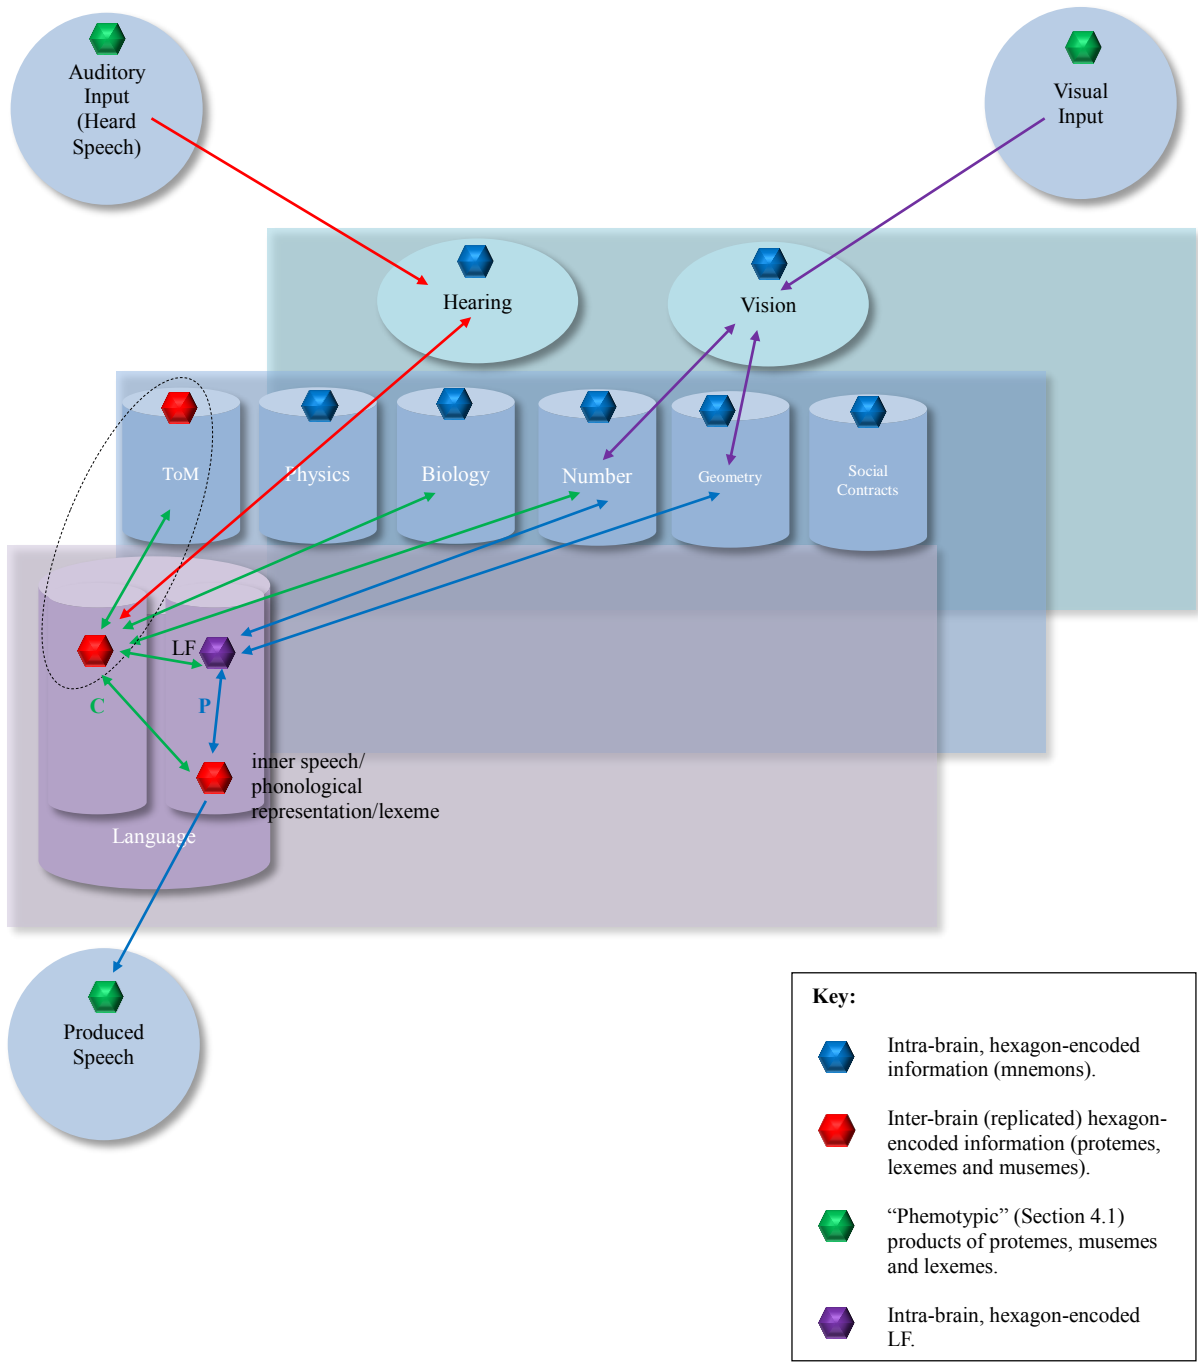 Auditory
Input
(Heard
Speech)
Visual
Input
Hearing
Vision
ToM
Physics
Biology
Number
Geometry
Social
Contracts
LF
C
P
inner speech/
phonological
representation/lexeme
Language
Produced
Speech
Key:
Intra-brain, hexagon-encoded
information (mnemons).
Inter-brain (replicated) hexagon-
encoded information (protemes,
lexemes and musemes).
“Phemotypic” (Section 4.1)
products of protemes, musemes
and lexemes.
Intra-brain, hexagon-encoded
LF.